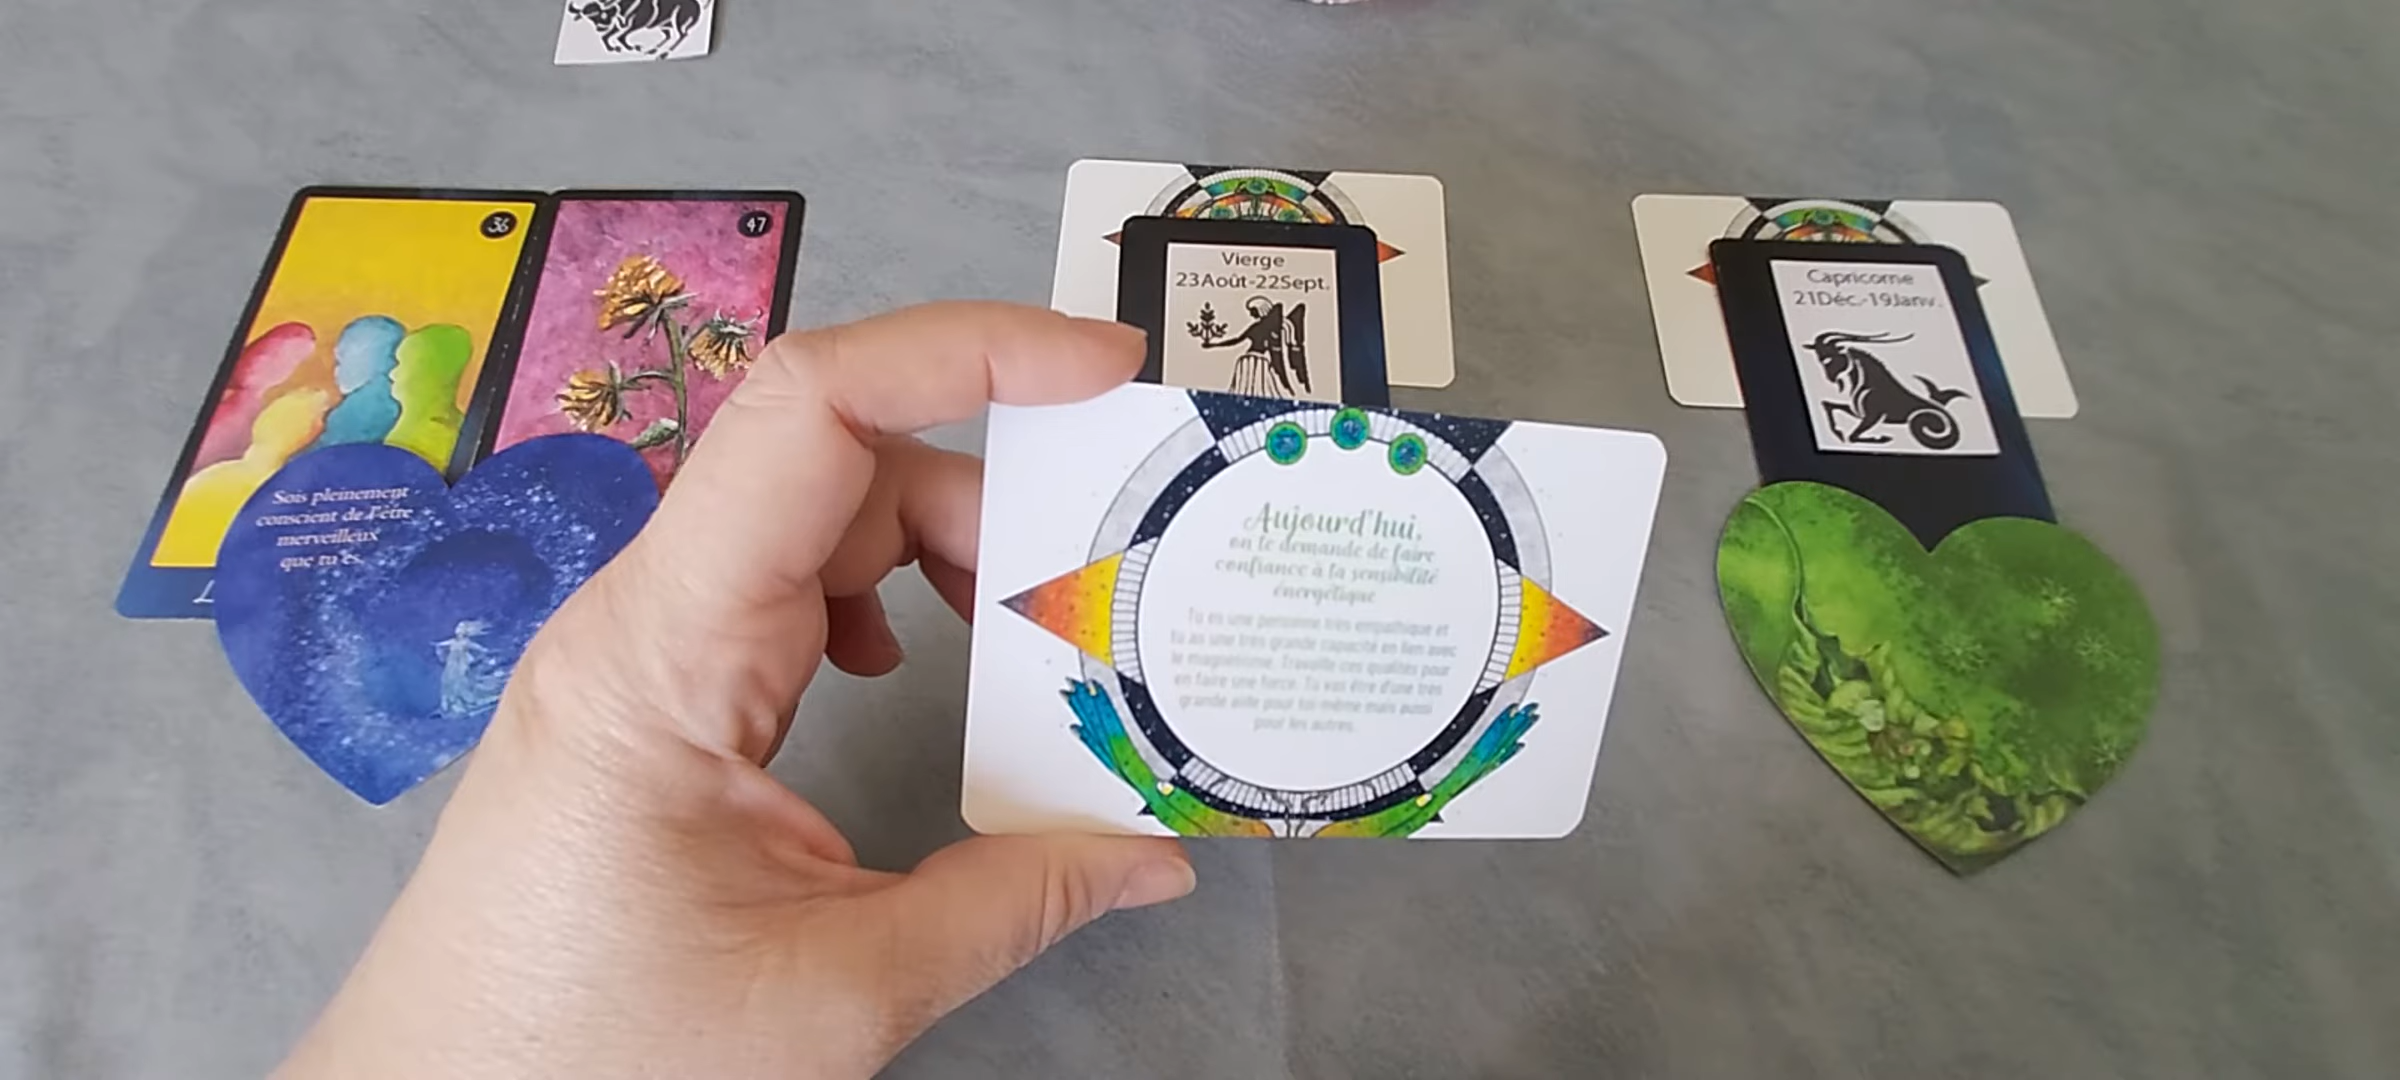 36
47
Vierge
23Août-22Sept.
Capricorne
21Déc.-19Janv.
Sois pleinement
conscient de l'être
merveilleux
que tu es.
Aujourd'hui,
on te demande de faire
confiance à ta sensibilité
énergétique
Tu es une personne très empathique et
tu as une très grande capacité en lien avec
le magnétisme. Travaille ces qualités pour
en faire une force. Tu vas être d'une très
grande aide pour toi-même mais aussi
pour les autres.